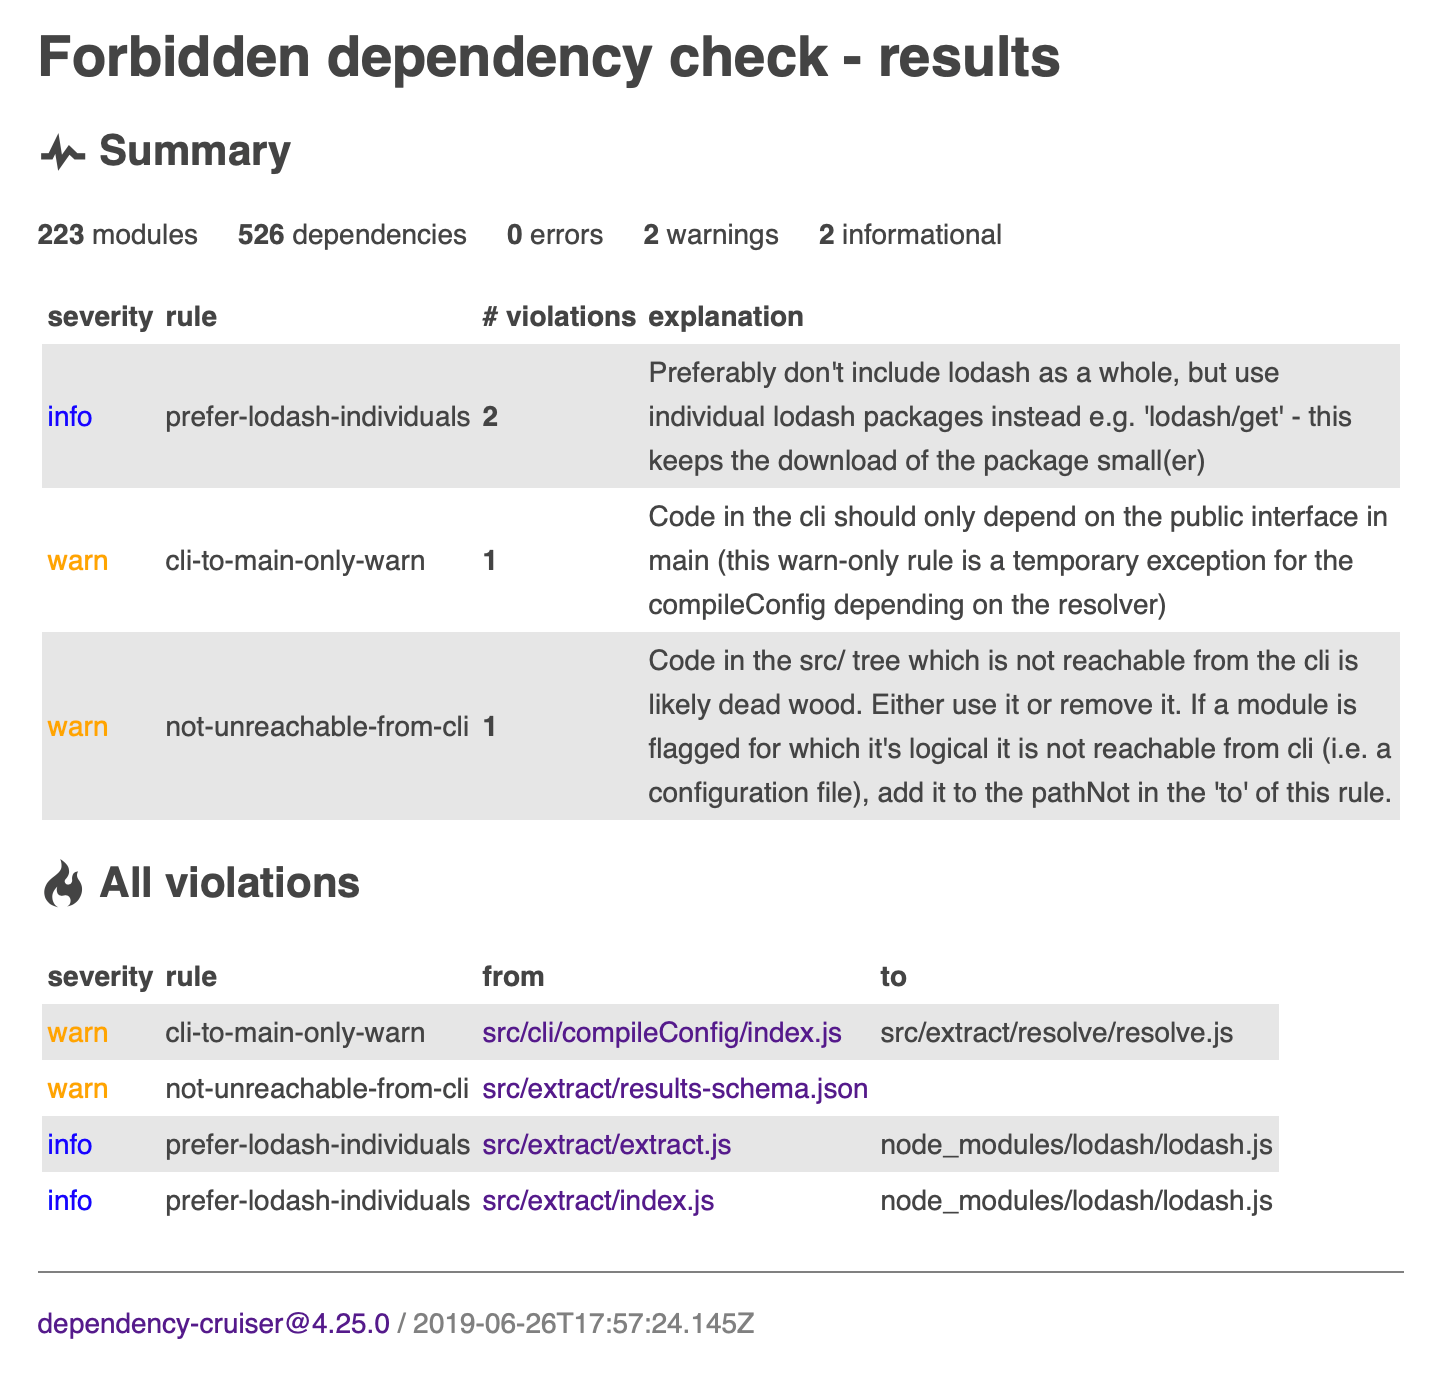 Forbidden dependency check - results
Summary
223 modules 526 dependencies 0 errors 2 warnings 2 informational
severity rule # violations explanation
info prefer-lodash-individuals 2 Preferably don't include lodash as a whole, but use
individual lodash packages instead e.g. 'lodash/get' - this
keeps the download of the package small(er)
warn cli-to-main-only-warn 1 Code in the cli should only depend on the public interface in
main (this warn-only rule is a temporary exception for the
compileConfig depending on the resolver)
warn not-unreachable-from-cli 1 Code in the src/ tree which is not reachable from the cli is
likely dead wood. Either use it or remove it. If a module is
flagged for which it's logical it is not reachable from cli (i.e. a
configuration file), add it to the pathNot in the 'to' of this rule.
All violations
severity rule from to
warn cli-to-main-only-warn src/cli/compileConfig/index.js src/extract/resolve/resolve.js
warn not-unreachable-from-cli src/extract/results-schema.json
info prefer-lodash-individuals src/extract/extract.js node_modules/lodash/lodash.js
info prefer-lodash-individuals src/extract/index.js node_modules/lodash/lodash.js
dependency-cruiser@4.25.0 / 2019-06-26T17:57:24.145Z